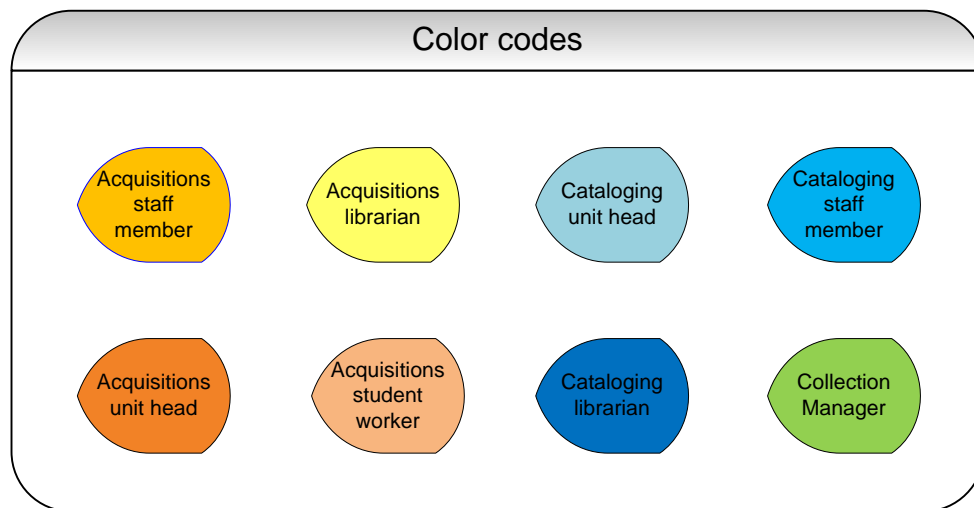 Color codes
Acquisitions
staff
member
Acquisitions
librarian
Cataloging
unit head
Cataloging
staff
member
Acquisitions
unit head
Acquisitions
student
worker
Cataloging
librarian
Collection
Manager